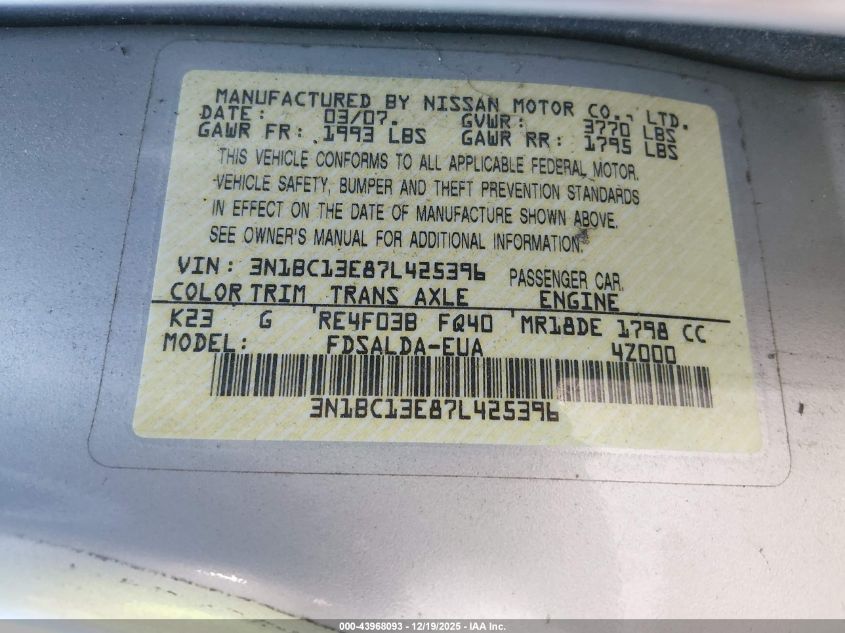 MANUFACTURED BY NISSAN MOTOR CO., LTD.
DATE: 03/07. GVWR: 3770 LBS
GAWR FR: 1993 LBS GAWR RR: 1795 LBS
THIS VEHICLE CONFORMS TO ALL APPLICABLE FEDERAL MOTOR
VEHICLE SAFETY, BUMPER AND THEFT PREVENTION STANDARDS
IN EFFECT ON THE DATE OF MANUFACTURE SHOWN ABOVE.
SEE OWNER'S MANUAL FOR ADDITIONAL INFORMATION.
VIN: 3N1BC13E87L425396 PASSENGER CAR
COLOR TRIM TRANS AXLE ENGINE
K23 G RE4F03B FQ40 MR18DE 1798 CC
MODEL: FDSALDA-EUA 4Z000
3N1BC13E87L425396
000-43968093 - 12/19/2025 - IAA Inc.